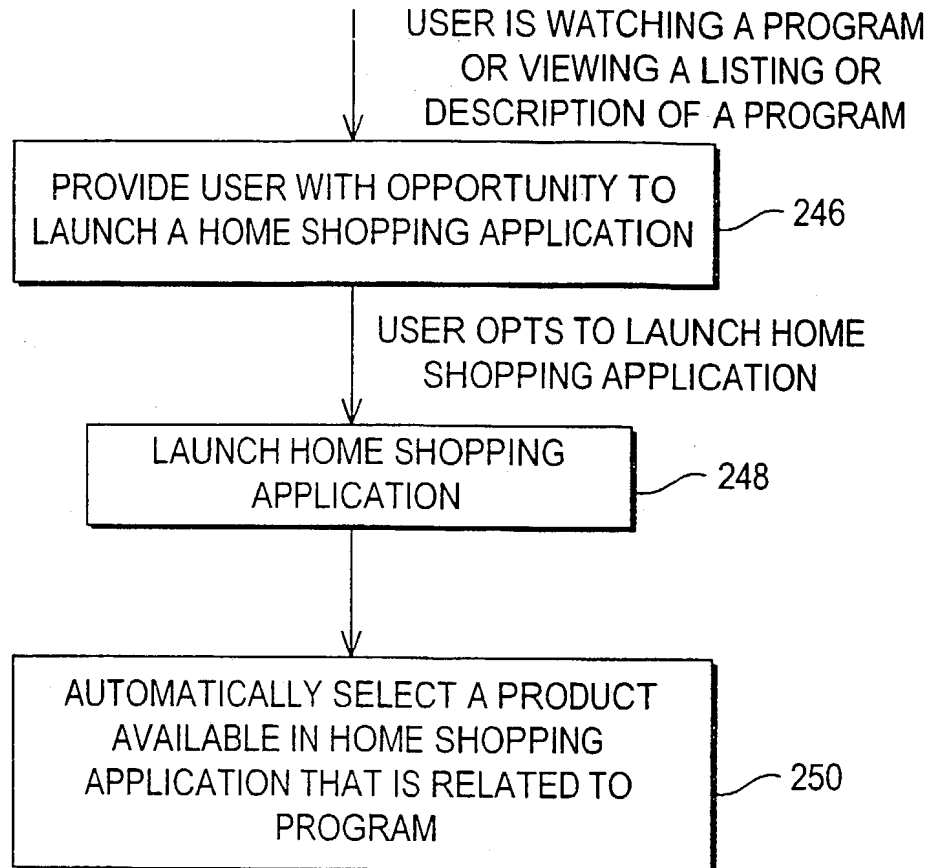 USER IS WATCHING A PROGRAM
OR VIEWING A LISTING OR
DESCRIPTION OF A PROGRAM
PROVIDE USER WITH OPPORTUNITY TO
LAUNCH A HOME SHOPPING APPLICATION
246
USER OPTS TO LAUNCH HOME
SHOPPING APPLICATION
LAUNCH HOME SHOPPING
APPLICATION
248
AUTOMATICALLY SELECT A PRODUCT
AVAILABLE IN HOME SHOPPING
APPLICATION THAT IS RELATED TO
PROGRAM
250